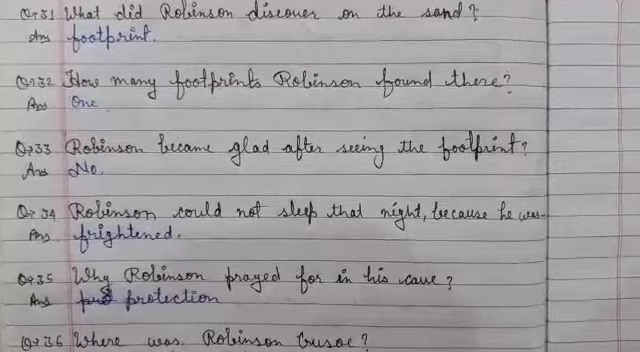 Q→31 What did Robinson discover on the sand?
Ans footprint.
Q→32 How many footprints Robinson found there?
Ans One
Q→33 Robinson became glad after seeing the footprint?
Ans No.
Q→34 Robinson could not sleep that night, because he was-
Ans frightened.
Q→35 Why Robinson prayed for in his cave?
Ans protection
Q→36 Where was Robinson Crusoe?